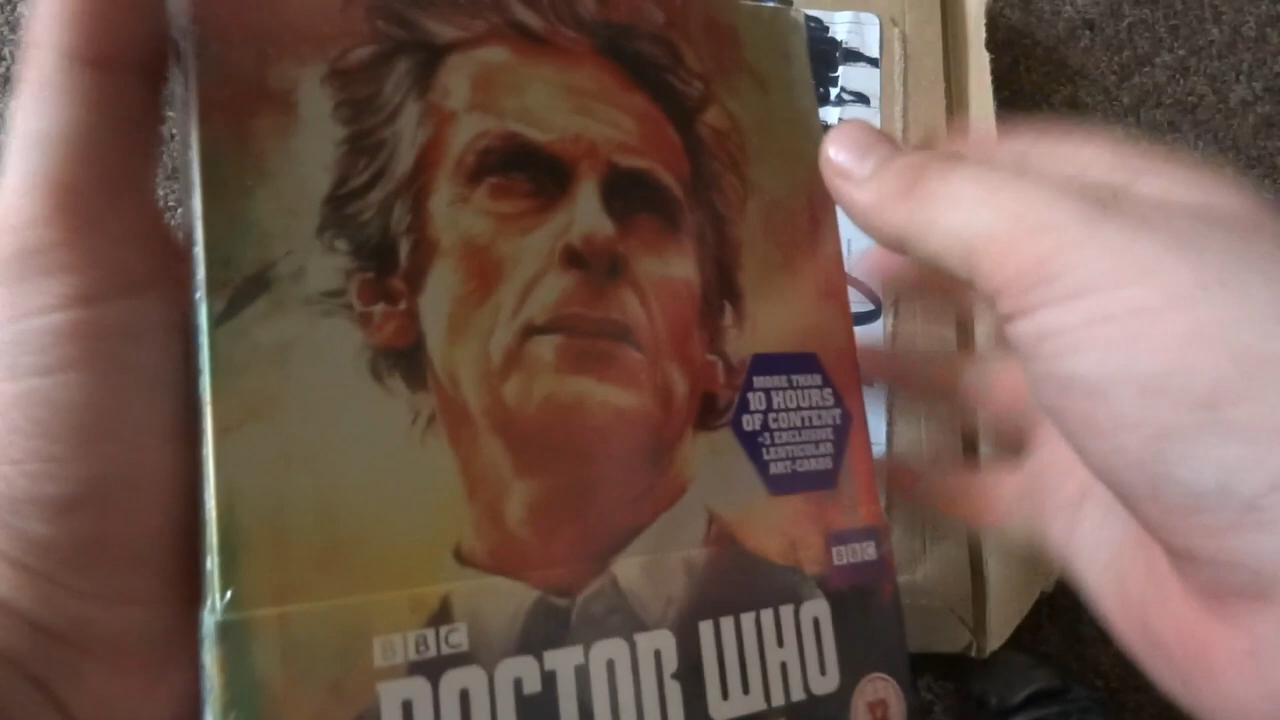 MORE THAN
10 HOURS
OF CONTENT
+3 EXCLUSIVE
LENTICULAR
ART-CARDS
BBC
BBC
DOCTOR WHO